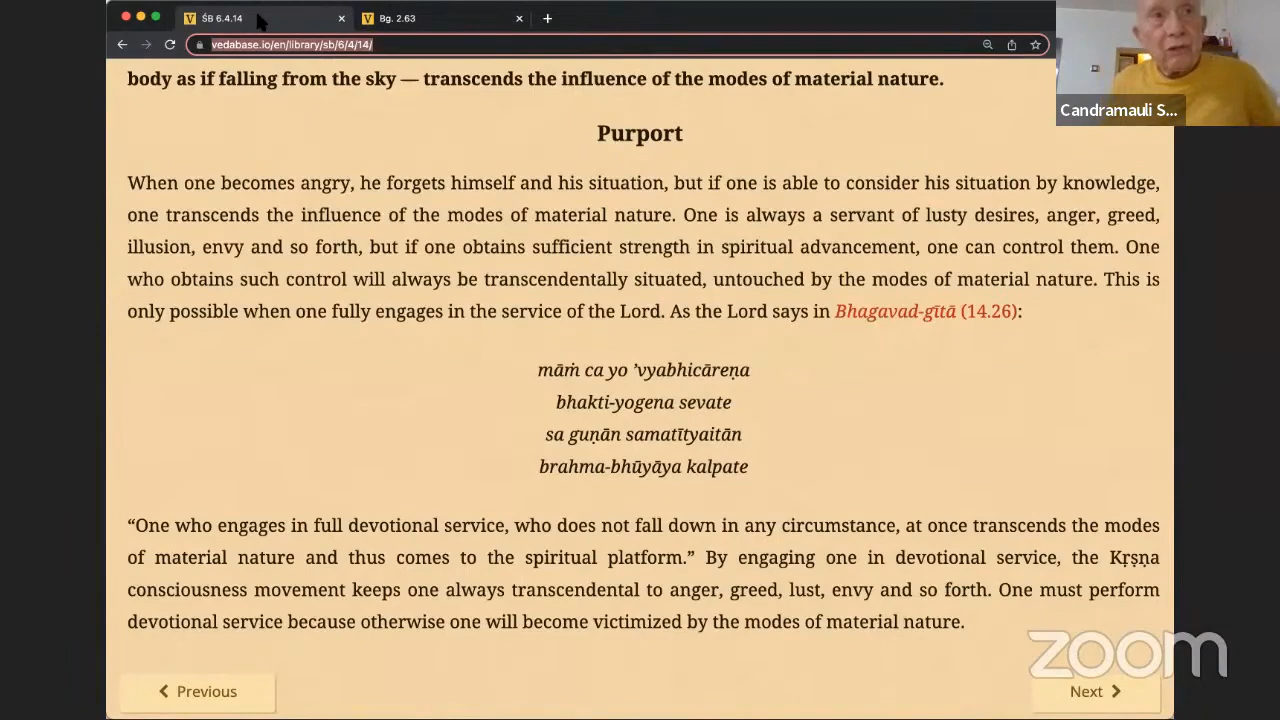 ŚB 6.4.14
Bg. 2.63
vedabase.io/en/library/sb/6/4/14/
Candramauli S...
body as if falling from the sky — transcends the influence of the modes of material nature.
Purport
When one becomes angry, he forgets himself and his situation, but if one is able to consider his situation by knowledge,
one transcends the influence of the modes of material nature. One is always a servant of lusty desires, anger, greed,
illusion, envy and so forth, but if one obtains sufficient strength in spiritual advancement, one can control them. One
who obtains such control will always be transcendentally situated, untouched by the modes of material nature. This is
only possible when one fully engages in the service of the Lord. As the Lord says in Bhagavad-gītā (14.26):
māṁ ca yo ’vyabhicāreṇa
bhakti-yogena sevate
sa guṇān samatītyaitān
brahma-bhūyāya kalpate
“One who engages in full devotional service, who does not fall down in any circumstance, at once transcends the modes
of material nature and thus comes to the spiritual platform.” By engaging one in devotional service, the Kṛṣṇa
consciousness movement keeps one always transcendental to anger, greed, lust, envy and so forth. One must perform
devotional service because otherwise one will become victimized by the modes of material nature.
zoom
Previous
Next